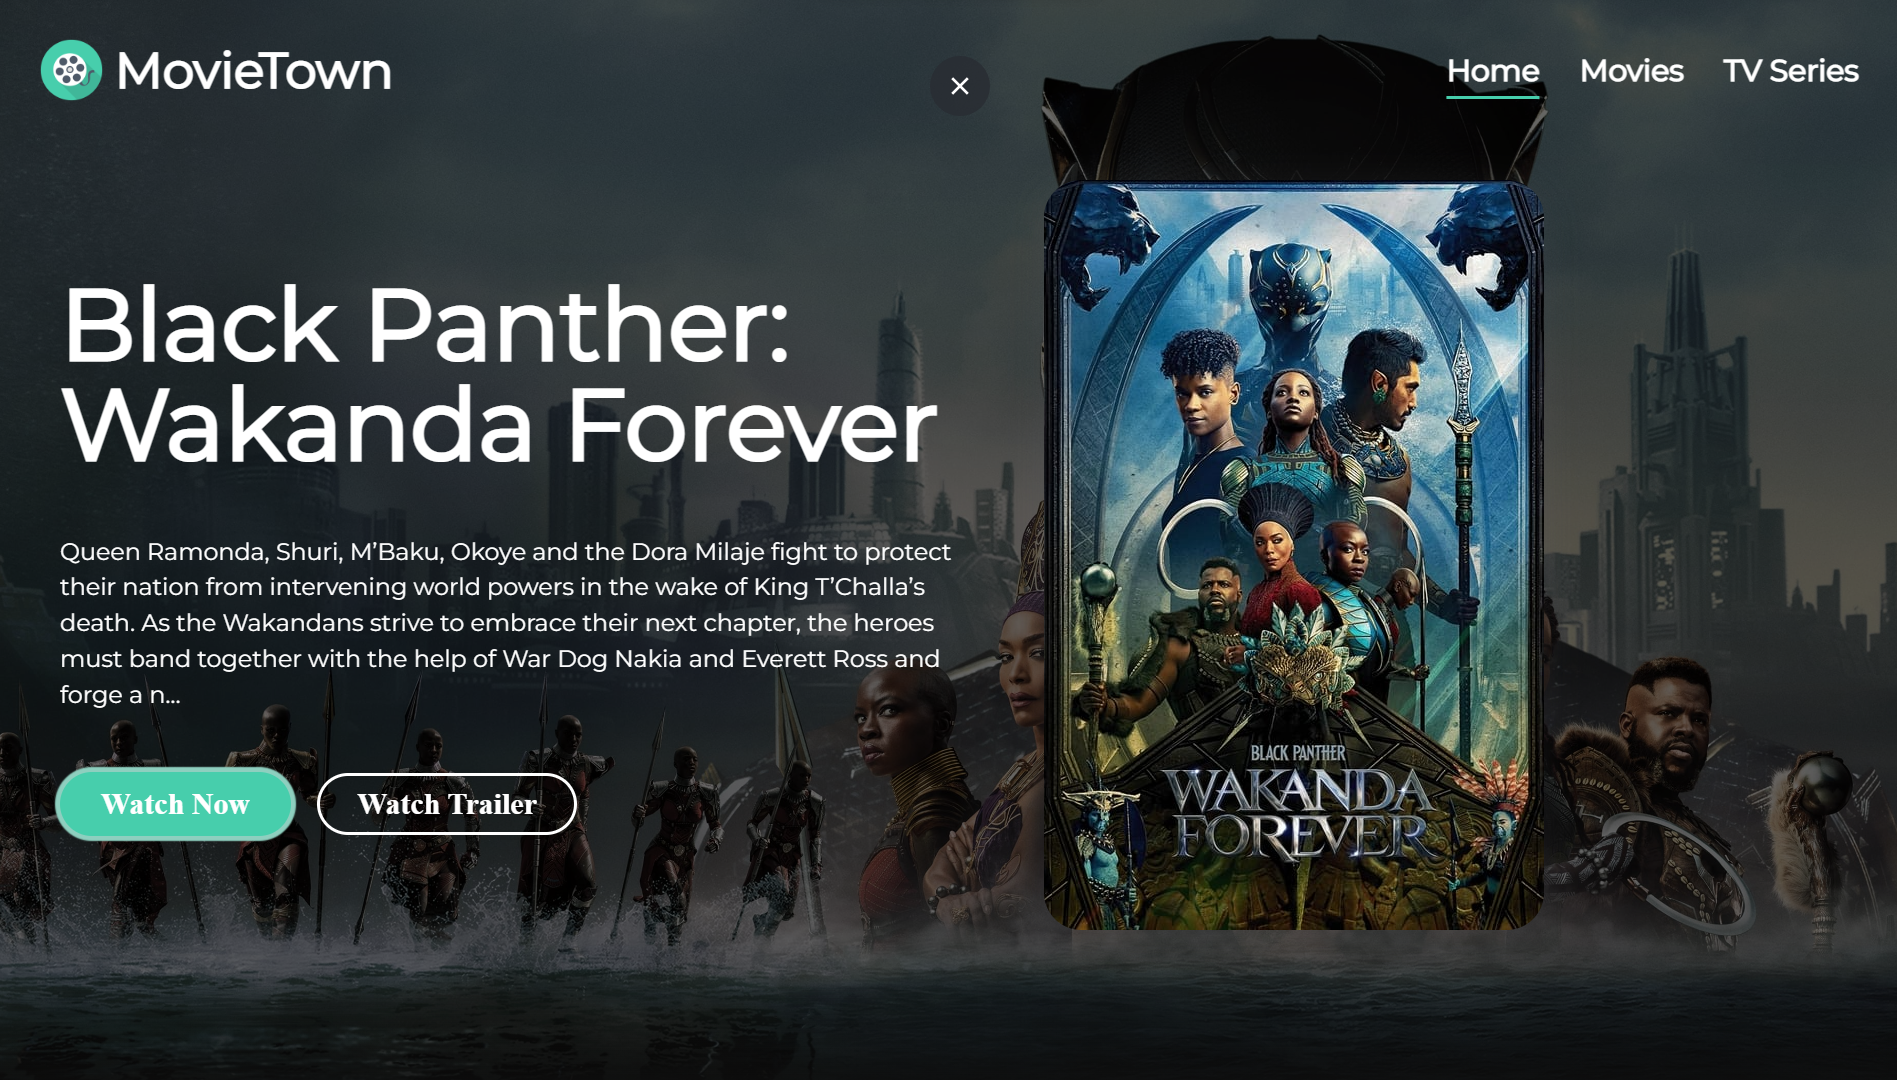 MovieTown
Home
Movies
TV Series
Black Panther:
Wakanda Forever
Queen Ramonda, Shuri, M’Baku, Okoye and the Dora Milaje fight to protect
their nation from intervening world powers in the wake of King T’Challa’s
death. As the Wakandans strive to embrace their next chapter, the heroes
must band together with the help of War Dog Nakia and Everett Ross and
forge a n...
Watch Now
Watch Trailer
BLACK PANTHER
WAKANDA
FOREVER